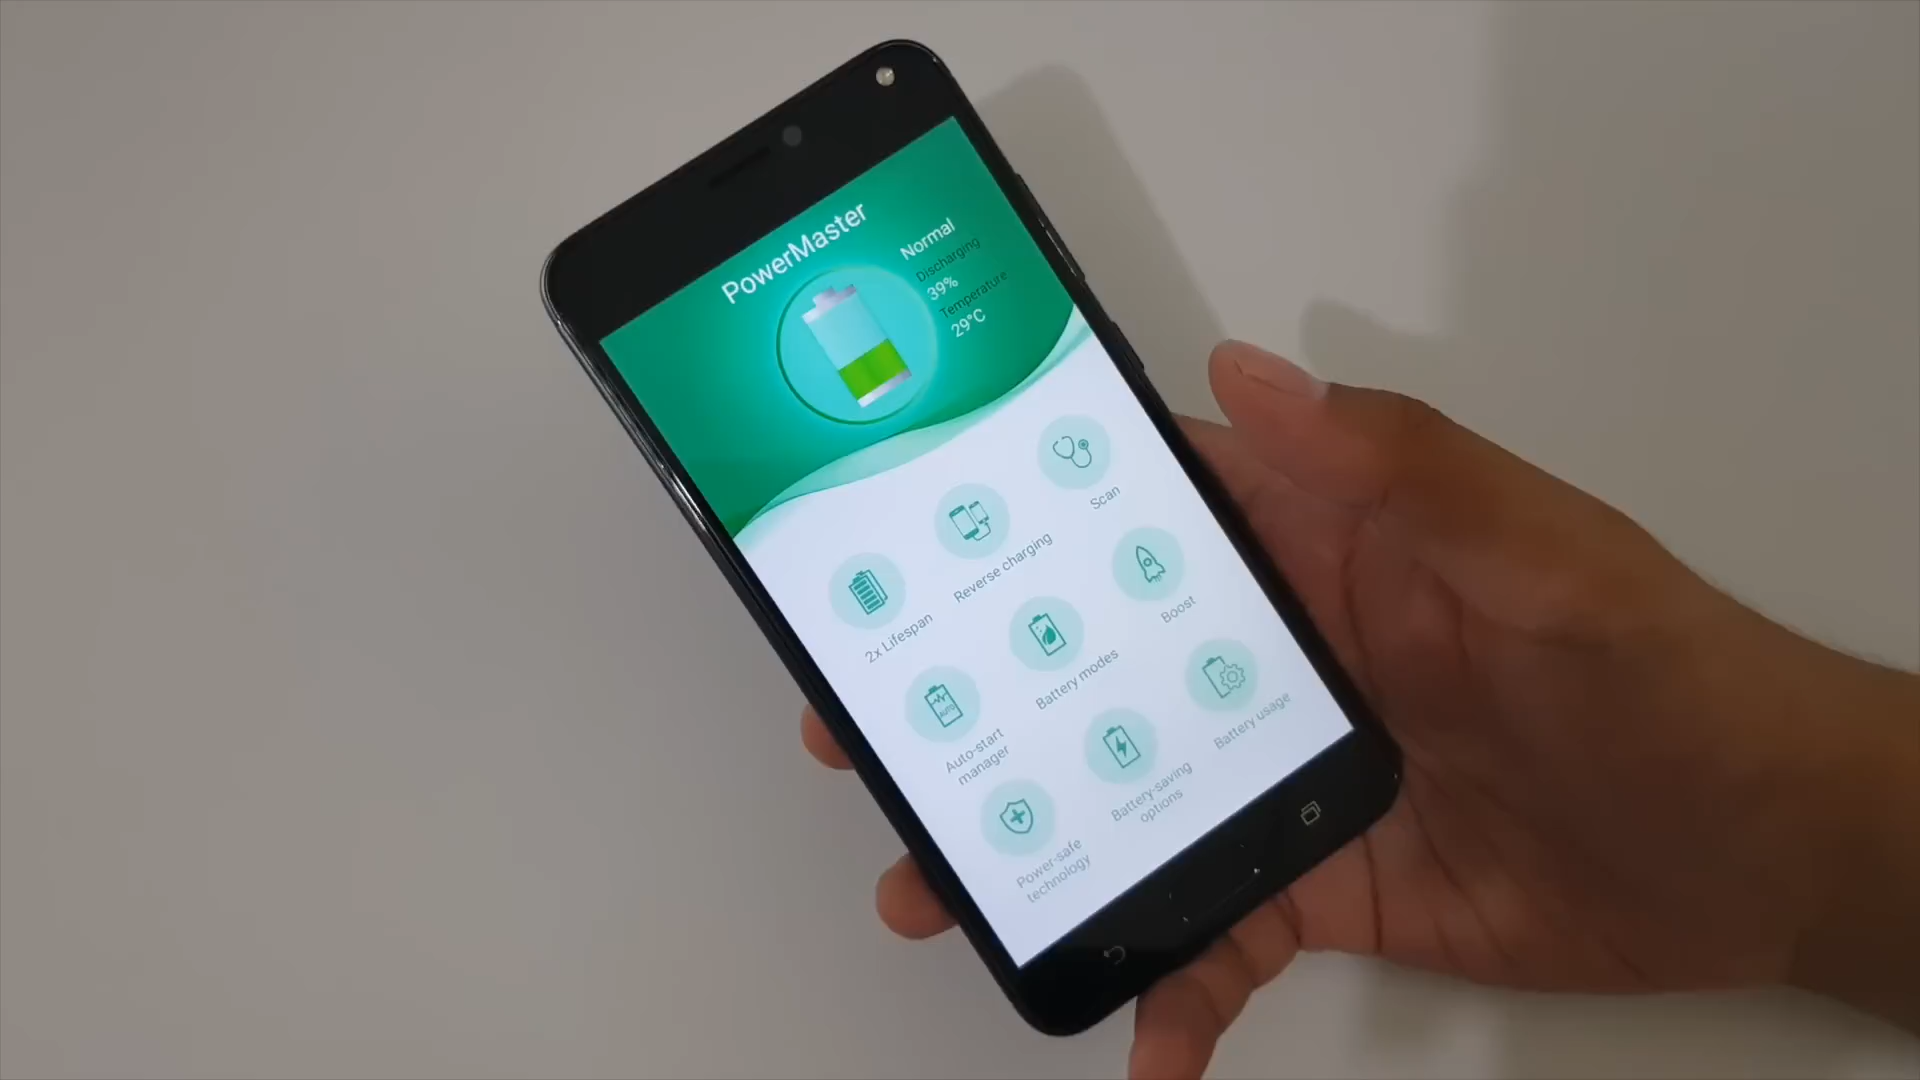 PowerMaster
Normal
Discharging
39%
Temperature
29°C
2x Lifespan
Reverse charging
Scan
Auto-start
manager
Battery modes
Boost
Power-safe
technology
Battery-saving
options
Battery usage
AUTO